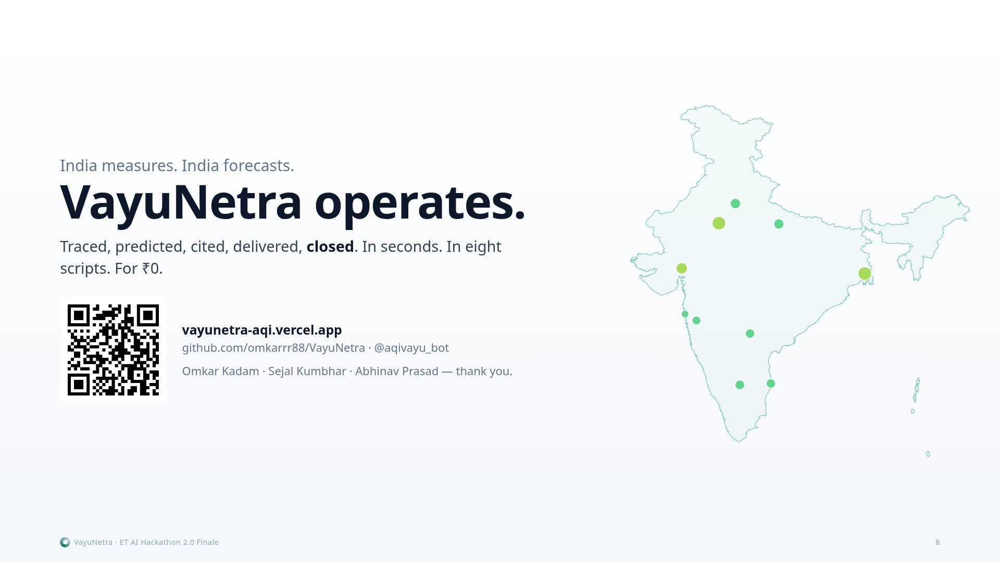 India measures. India forecasts.
VayuNetra operates.
Traced, predicted, cited, delivered, closed. In seconds. In eight
scripts. For ₹0.
vayunetra-aqi.vercel.app
github.com/omkarrr88/VayuNetra · @aqivayu_bot
Omkar Kadam · Sejal Kumbhar · Abhinav Prasad — thank you.
VayuNetra · ET AI Hackathon 2.0 Finale
8